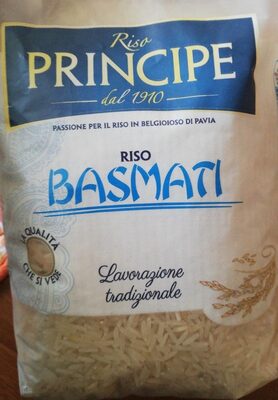 Riso
PRINCIPE
dal 1910
PASSIONE PER IL RISO IN BELGIOIOSO DI PAVIA
RISO
BASMATI
LA QUALITÀ
CHE SI VEDE
Lavorazione
tradizionale